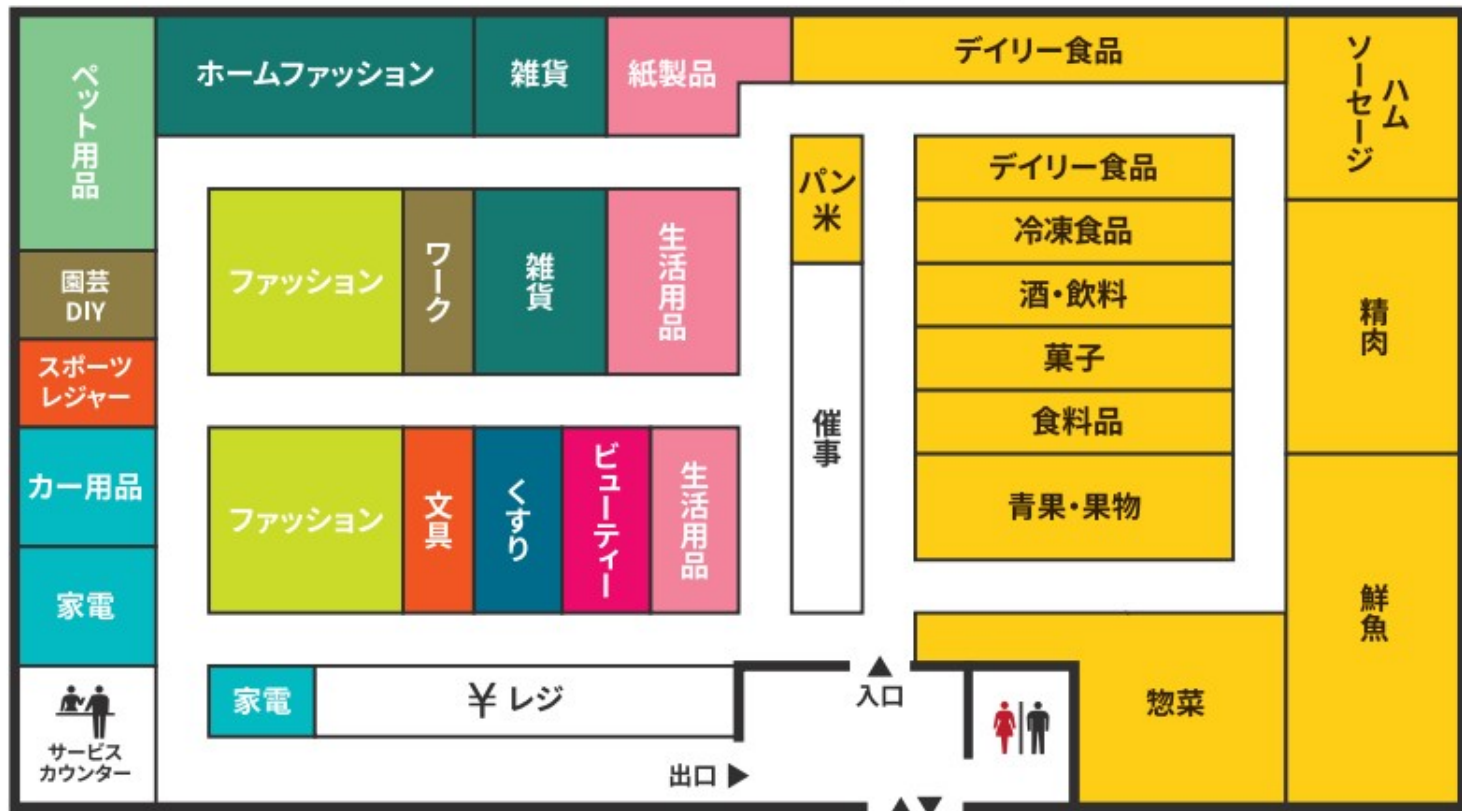 ペット用品
ホームファッション
雑貨
紙製品
デイリー食品
ハム
ソーセージ
園芸
DIY
スポーツ
レジャー
カー用品
家電
サービス
カウンター
ファッション
ワーク
雑貨
生活用品
ファッション
文具
くすり
ビューティー
生活用品
家電
¥ レジ
パン
米
催事
デイリー食品
冷凍食品
酒・飲料
菓子
食料品
青果・果物
精肉
鮮魚
惣菜
▲
入口
出口 ▶
▲▼